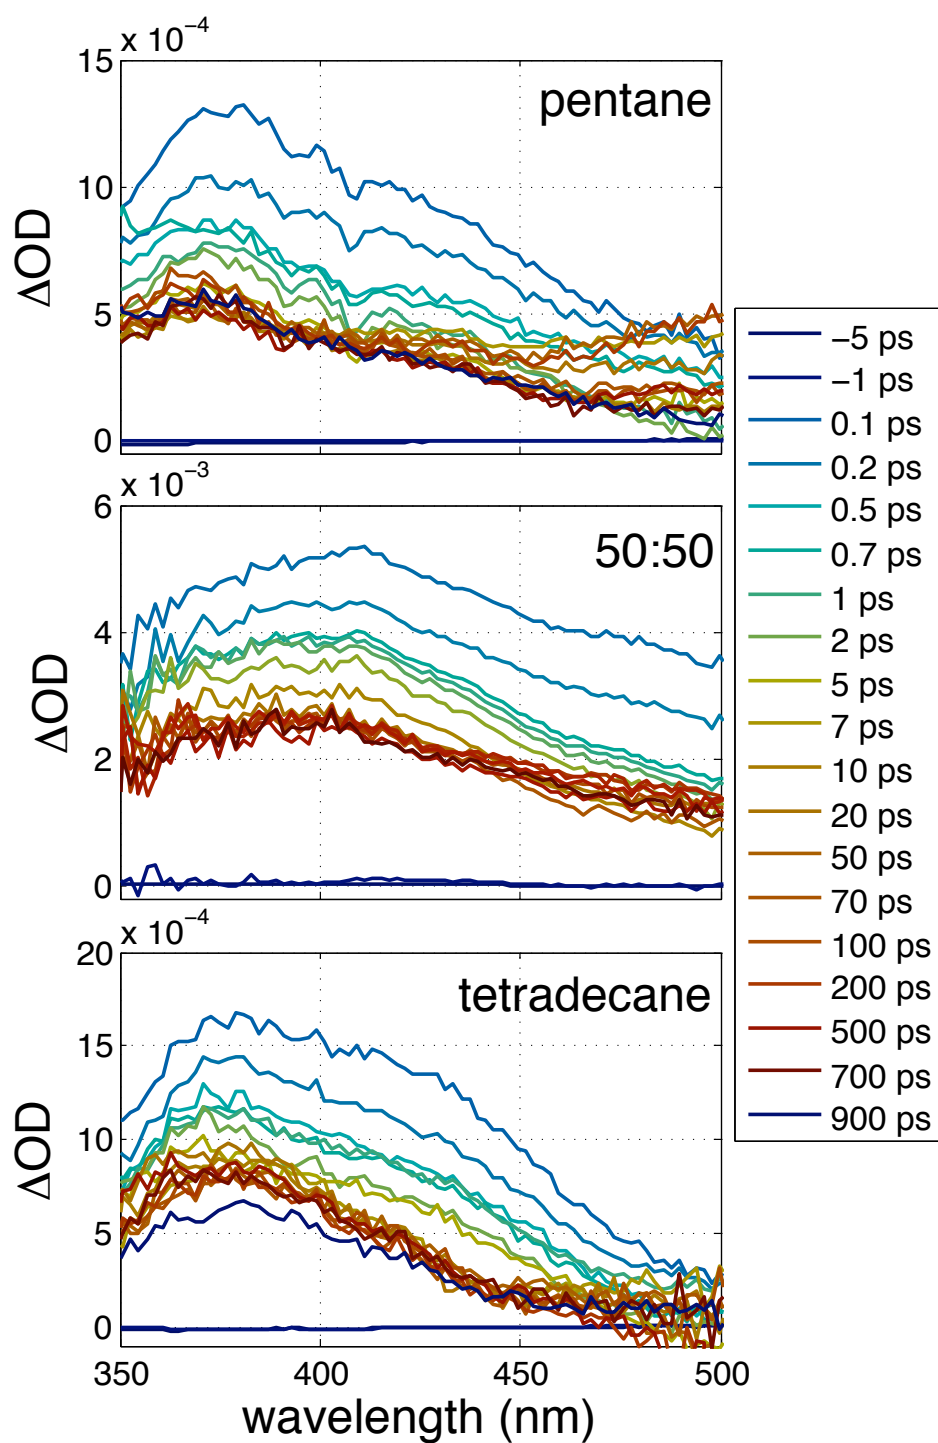 x 10⁻⁴
15
10
5
0
ΔOD
pentane
x 10⁻³
6
4
2
0
ΔOD
50:50
x 10⁻⁴
20
15
10
5
0
ΔOD
tetradecane
350 400 450 500
wavelength (nm)
−5 ps
−1 ps
0.1 ps
0.2 ps
0.5 ps
0.7 ps
1 ps
2 ps
5 ps
7 ps
10 ps
20 ps
50 ps
70 ps
100 ps
200 ps
500 ps
700 ps
900 ps